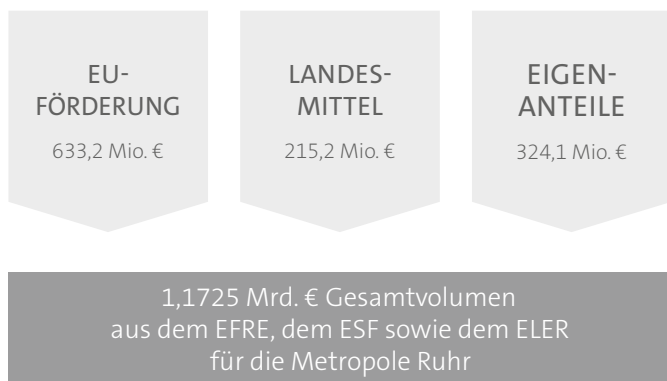 EU-
FÖRDERUNG
633,2 Mio. €
LANDES-
MITTEL
215,2 Mio. €
EIGEN-
ANTEILE
324,1 Mio. €
1,1725 Mrd. € Gesamtvolumen
aus dem EFRE, dem ESF sowie dem ELER
für die Metropole Ruhr